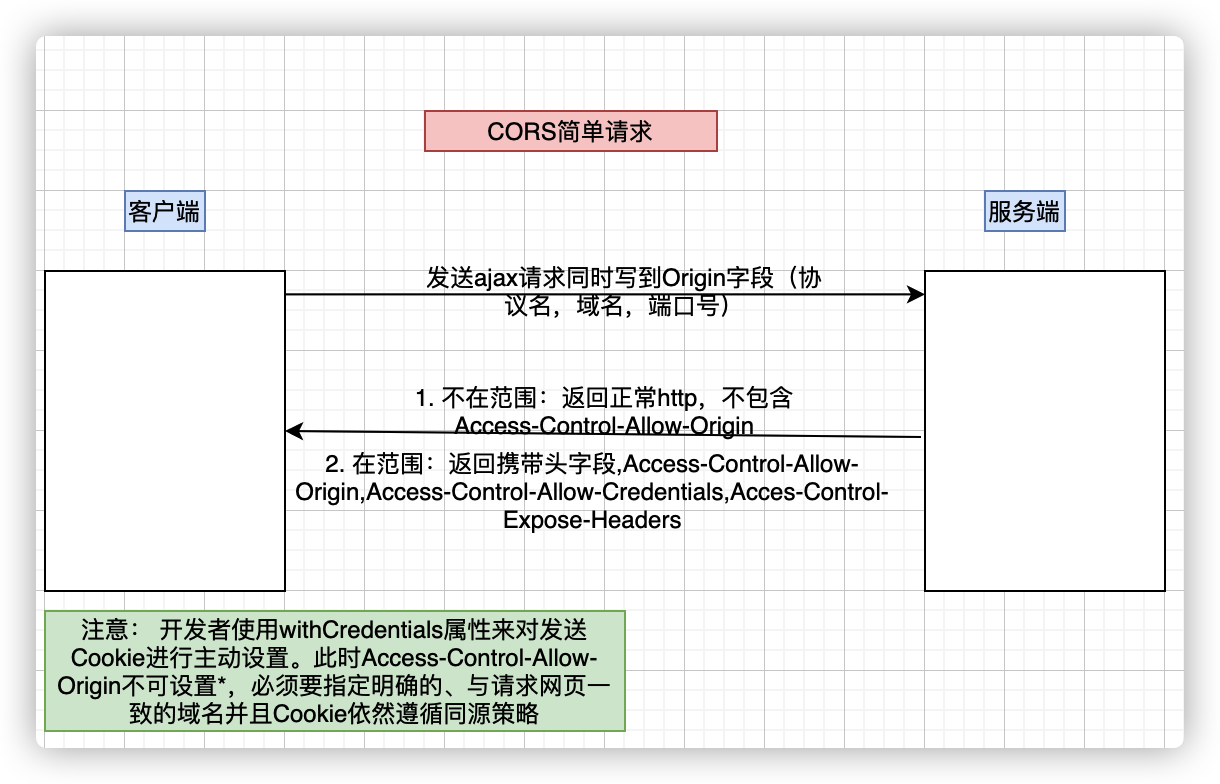 CORS简单请求
客户端
服务端
发送ajax请求同时写到Origin字段（协
议名，域名，端口号）
1. 不在范围：返回正常http，不包含
Access-Control-Allow-Origin
2. 在范围：返回携带头字段,Access-Control-Allow-
Origin,Access-Control-Allow-Credentials,Acces-Control-
Expose-Headers
注意： 开发者使用withCredentials属性来对发送
Cookie进行主动设置。此时Access-Control-Allow-
Origin不可设置*，必须要指定明确的、与请求网页一
致的域名并且Cookie依然遵循同源策略